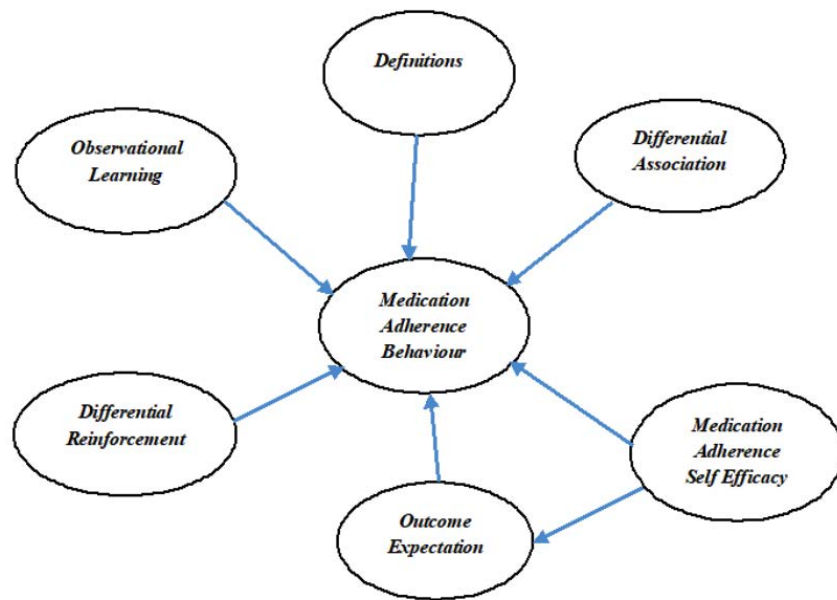 Definitions
Observational
Learning
Differential
Association
Medication
Adherence
Behaviour
Differential
Reinforcement
Medication
Adherence
Self Efficacy
Outcome
Expectation